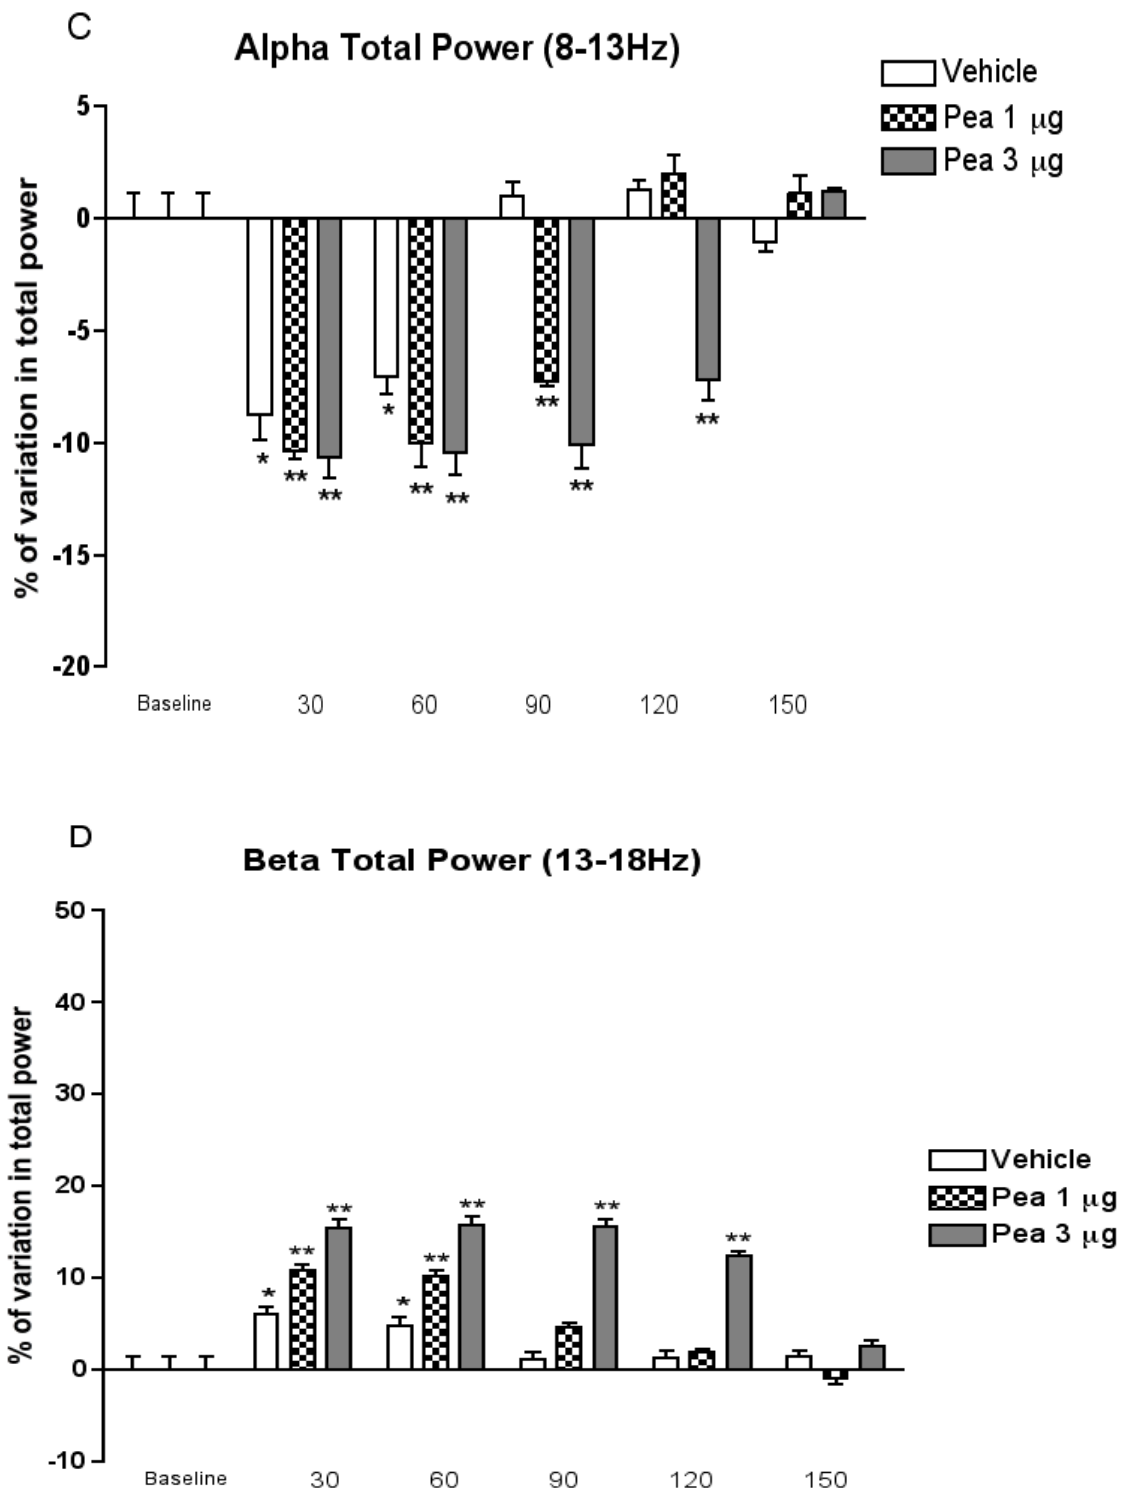 C
Alpha Total Power (8-13Hz)
Vehicle
Pea 1 μg
Pea 3 μg
% of variation in total power
5
0
-5
-10
-15
-20
* ** **
* ** **
** **
**
Baseline 30 60 90 120 150
D
Beta Total Power (13-18Hz)
% of variation in total power
50
40
30
20
10
0
-10
* ** **
* ** **
**
**
Vehicle
Pea 1 μg
Pea 3 μg
Baseline 30 60 90 120 150